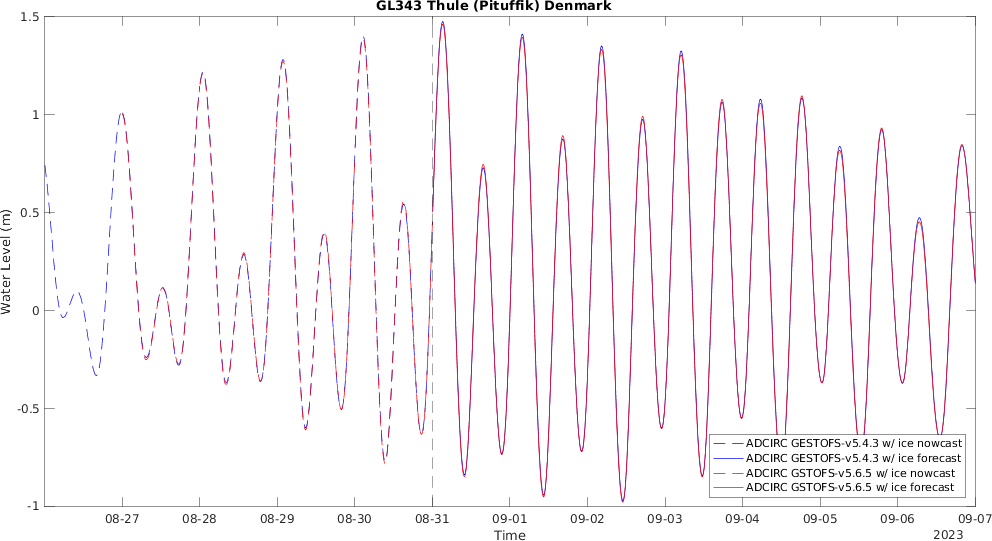 GL343 Thule (Pituffik) Denmark
1.5
1
0.5
0
-0.5
-1
Water Level (m)
ADCIRC GESTOFS-v5.4.3 w/ ice nowcast
ADCIRC GESTOFS-v5.4.3 w/ ice forecast
ADCIRC GSTOFS-v5.6.5 w/ ice nowcast
ADCIRC GSTOFS-v5.6.5 w/ ice forecast
08-27 08-28 08-29 08-30 08-31 09-01 09-02 09-03 09-04 09-05 09-06 09-07
Time
2023